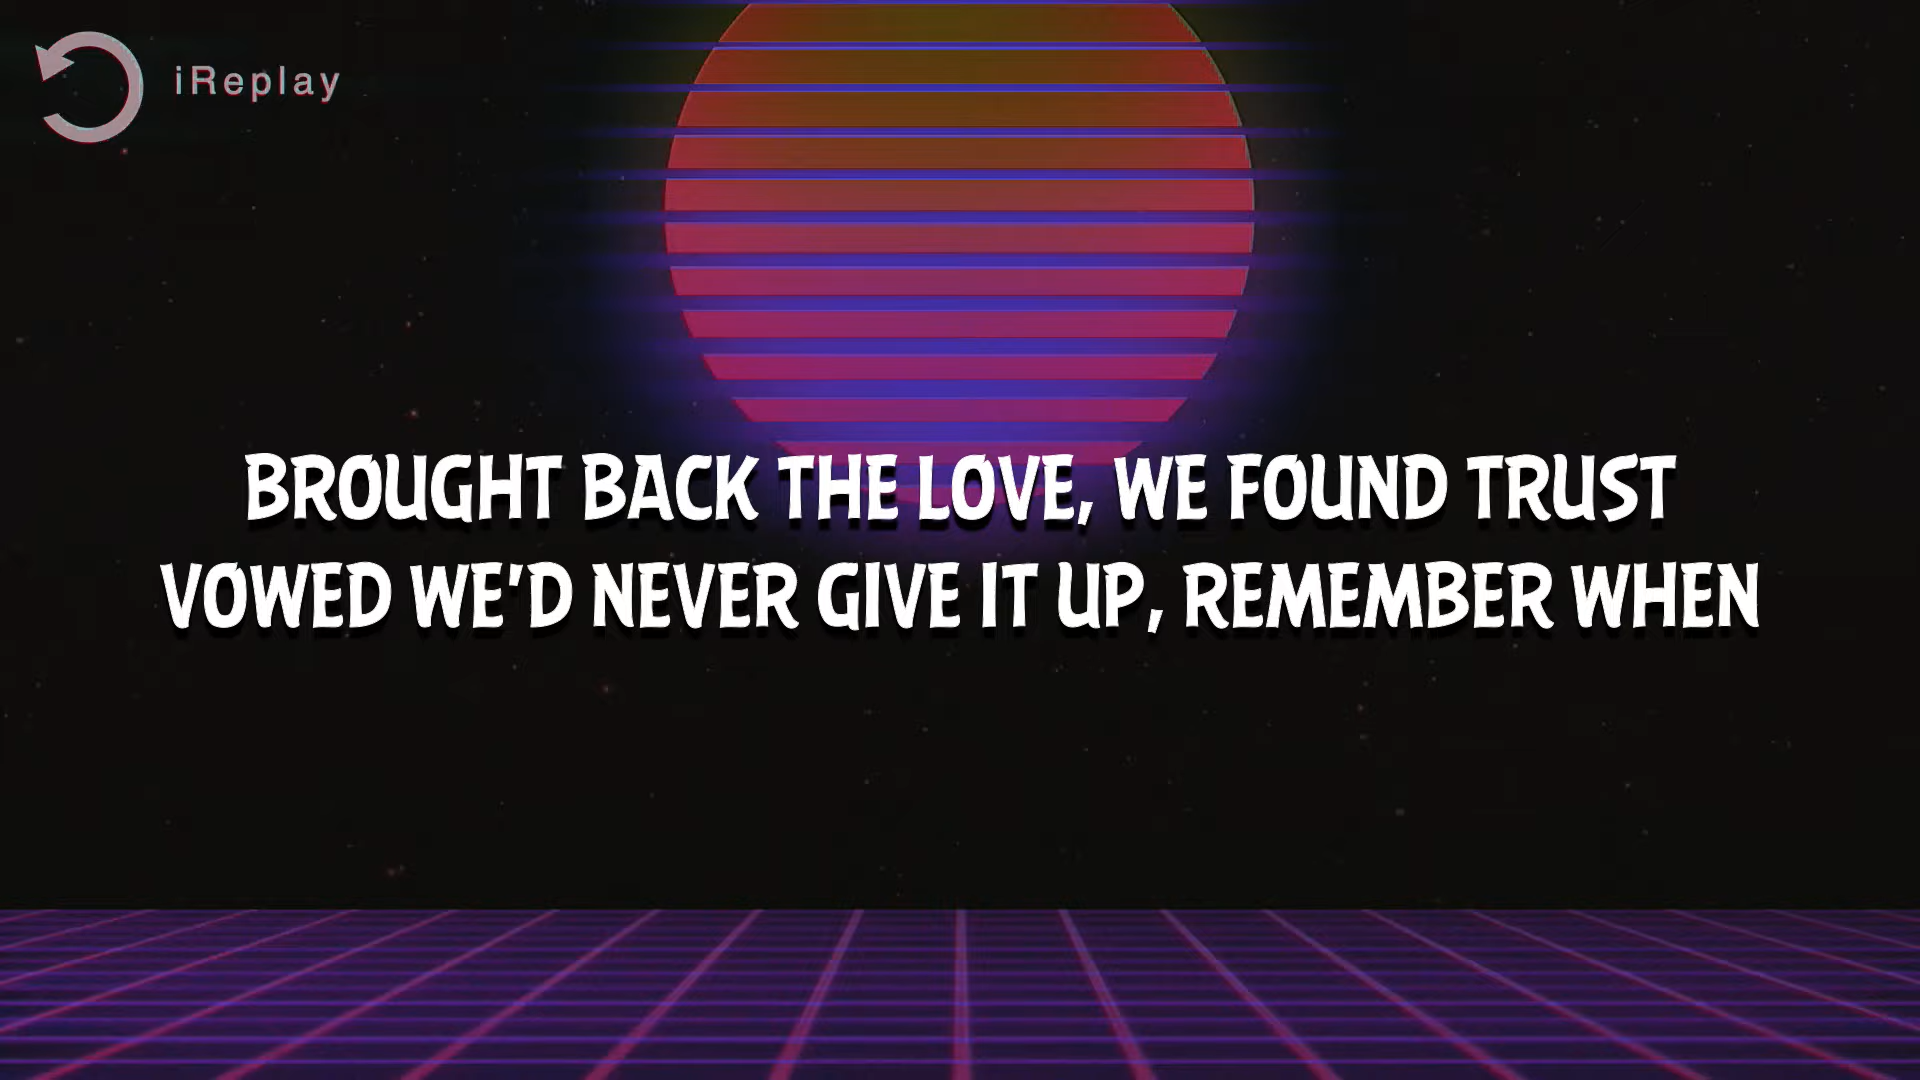 iReplay
BROUGHT BACK THE LOVE, WE FOUND TRUST
VOWED WE'D NEVER GIVE IT UP, REMEMBER WHEN